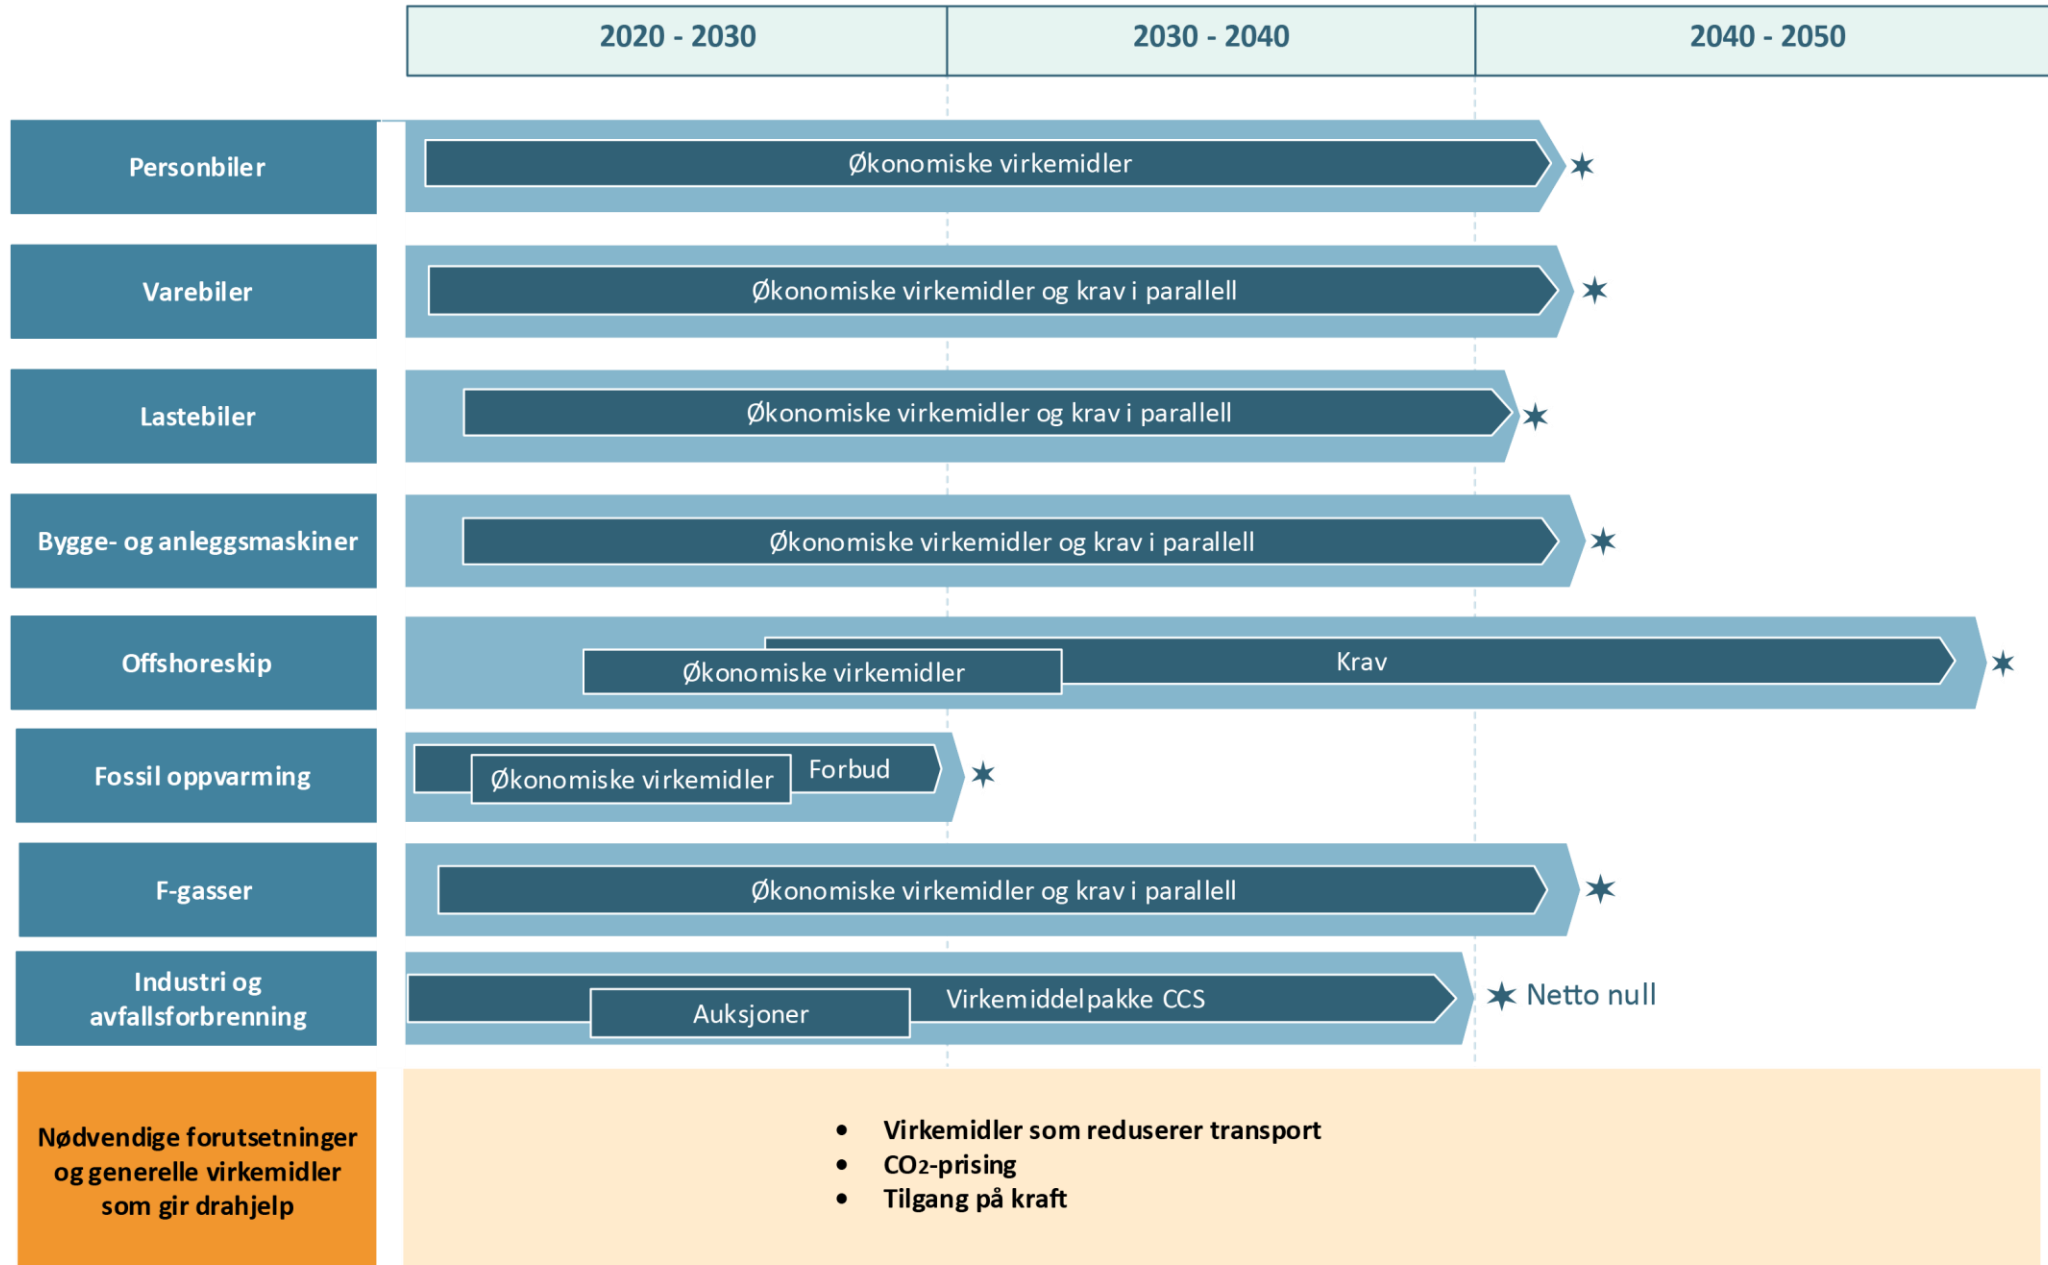 2020 - 2030
2030 - 2040
2040 - 2050
Personbiler
Økonomiske virkemidler
Varebiler
Økonomiske virkemidler og krav i parallell
Lastebiler
Økonomiske virkemidler og krav i parallell
Bygge- og anleggsmaskiner
Økonomiske virkemidler og krav i parallell
Offshoreskip
Økonomiske virkemidler
Krav
Fossil oppvarming
Økonomiske virkemidler
Forbud
F-gasser
Økonomiske virkemidler og krav i parallell
Industri og
avfallsforbrenning
Auksjoner
Virkemiddelpakke CCS
Netto null
Nødvendige forutsetninger
og generelle virkemidler
som gir drahjelp
• Virkemidler som reduserer transport
• CO2-prising
• Tilgang på kraft